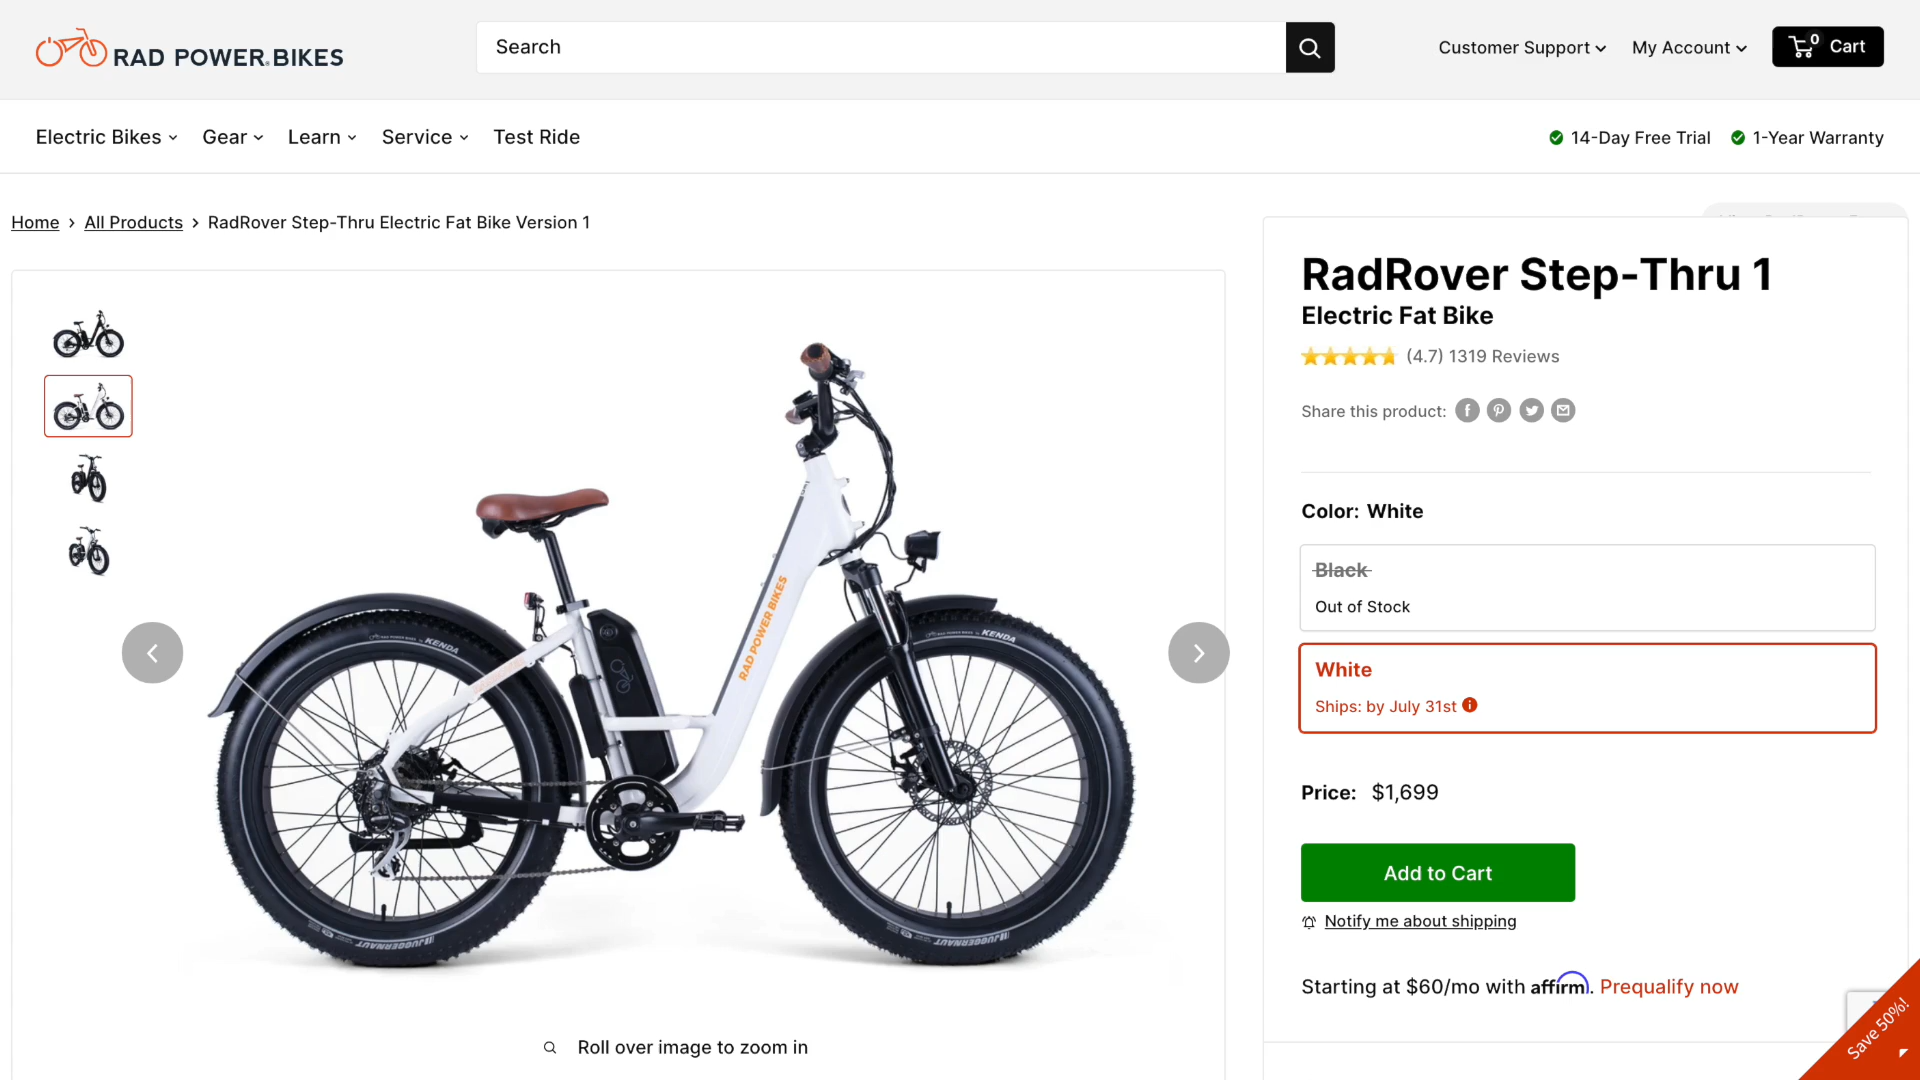 RAD POWER BIKES
Search
Customer Support
My Account
0
Cart
Electric Bikes
Gear
Learn
Service
Test Ride
14-Day Free Trial
1-Year Warranty
Home > All Products > RadRover Step-Thru Electric Fat Bike Version 1
RadRover Step-Thru 1
Electric Fat Bike
(4.7) 1319 Reviews
Share this product:
Color: White
Black
Out of Stock
White
Ships: by July 31st
Price: $1,699
Add to Cart
Notify me about shipping
Starting at $60/mo with affirm. Prequalify now
Save 50%!
RAD POWER BIKES
KENDA
KENDA
JUGGERNAUT
JUGGERNAUT
Roll over image to zoom in